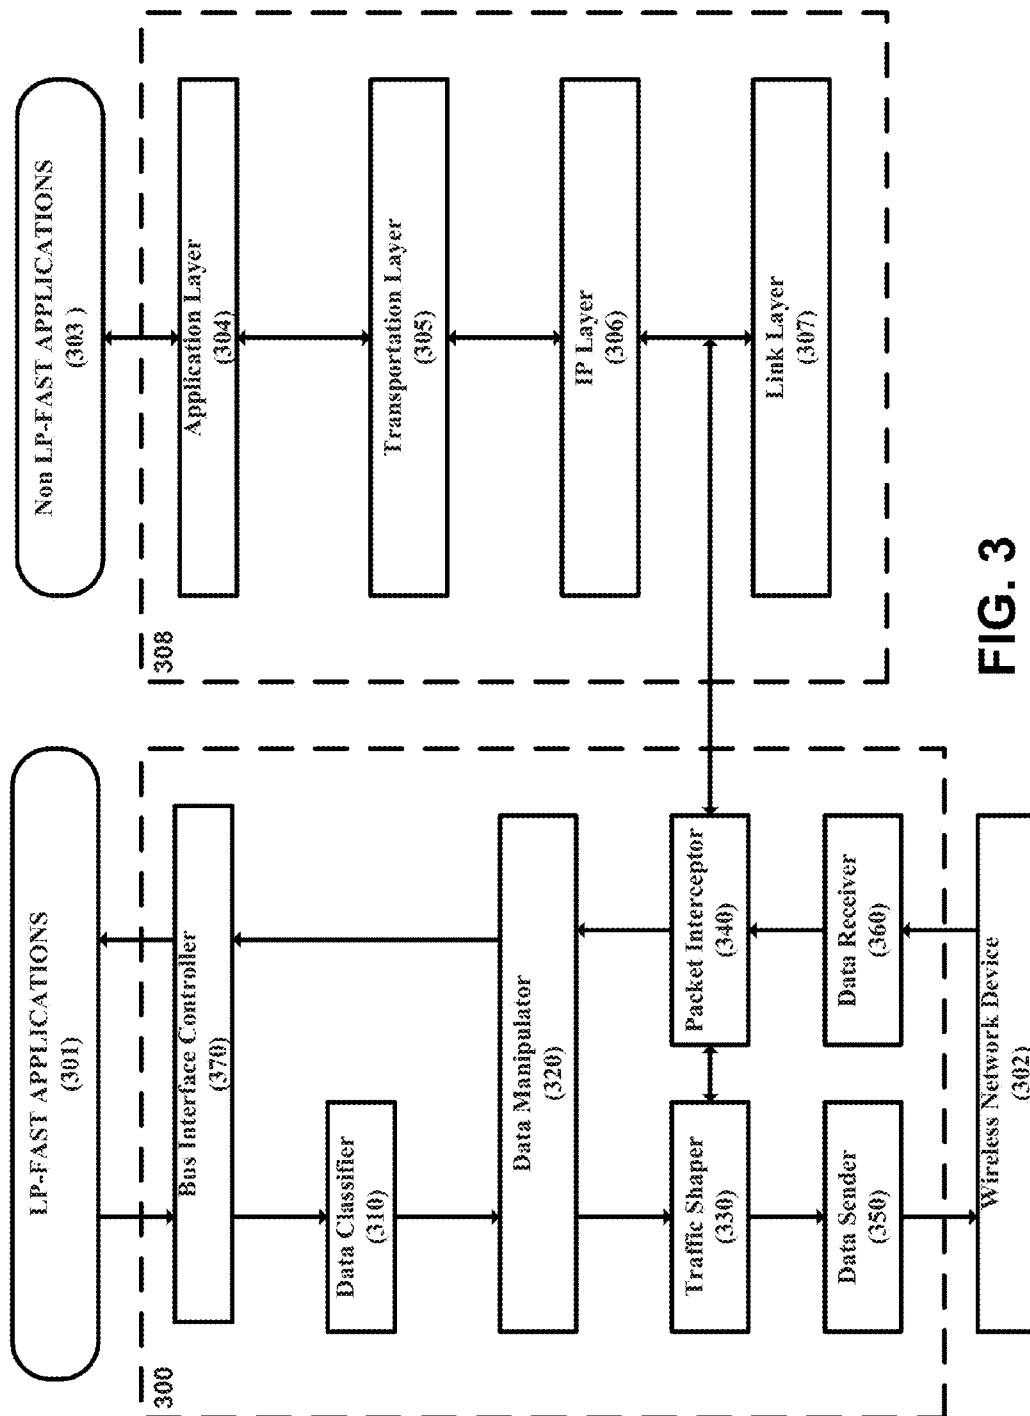 LP-FAST APPLICATIONS
(301)
300
Bus Interface Controller
(370)
Data Classifier
(310)
Data Manipulator
(320)
Traffic Shaper
(330)
Packet Interceptor
(340)
Data Sender
(350)
Data Receiver
(360)
Wireless Network Device
(302)
Non LP-FAST APPLICATIONS
(303 )
308
Application Layer
(304)
Transportation Layer
(305)
IP Layer
(306)
Link Layer
(307)
FIG. 3